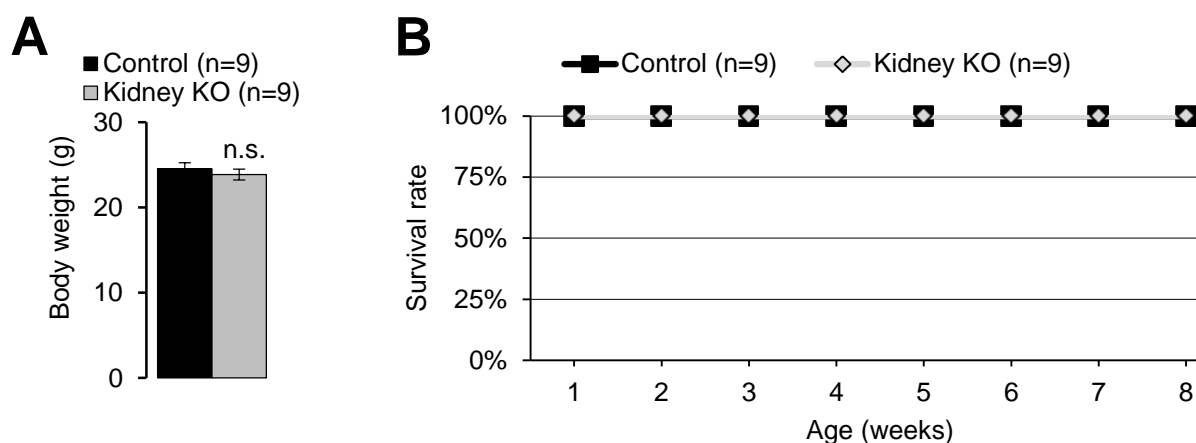 A
Control (n=9)
Kidney KO (n=9)
30
20
10
0
Body weight (g)
n.s.
B
Control (n=9) Kidney KO (n=9)
100%
75%
50%
25%
0%
Survival rate
1 2 3 4 5 6 7 8
Age (weeks)